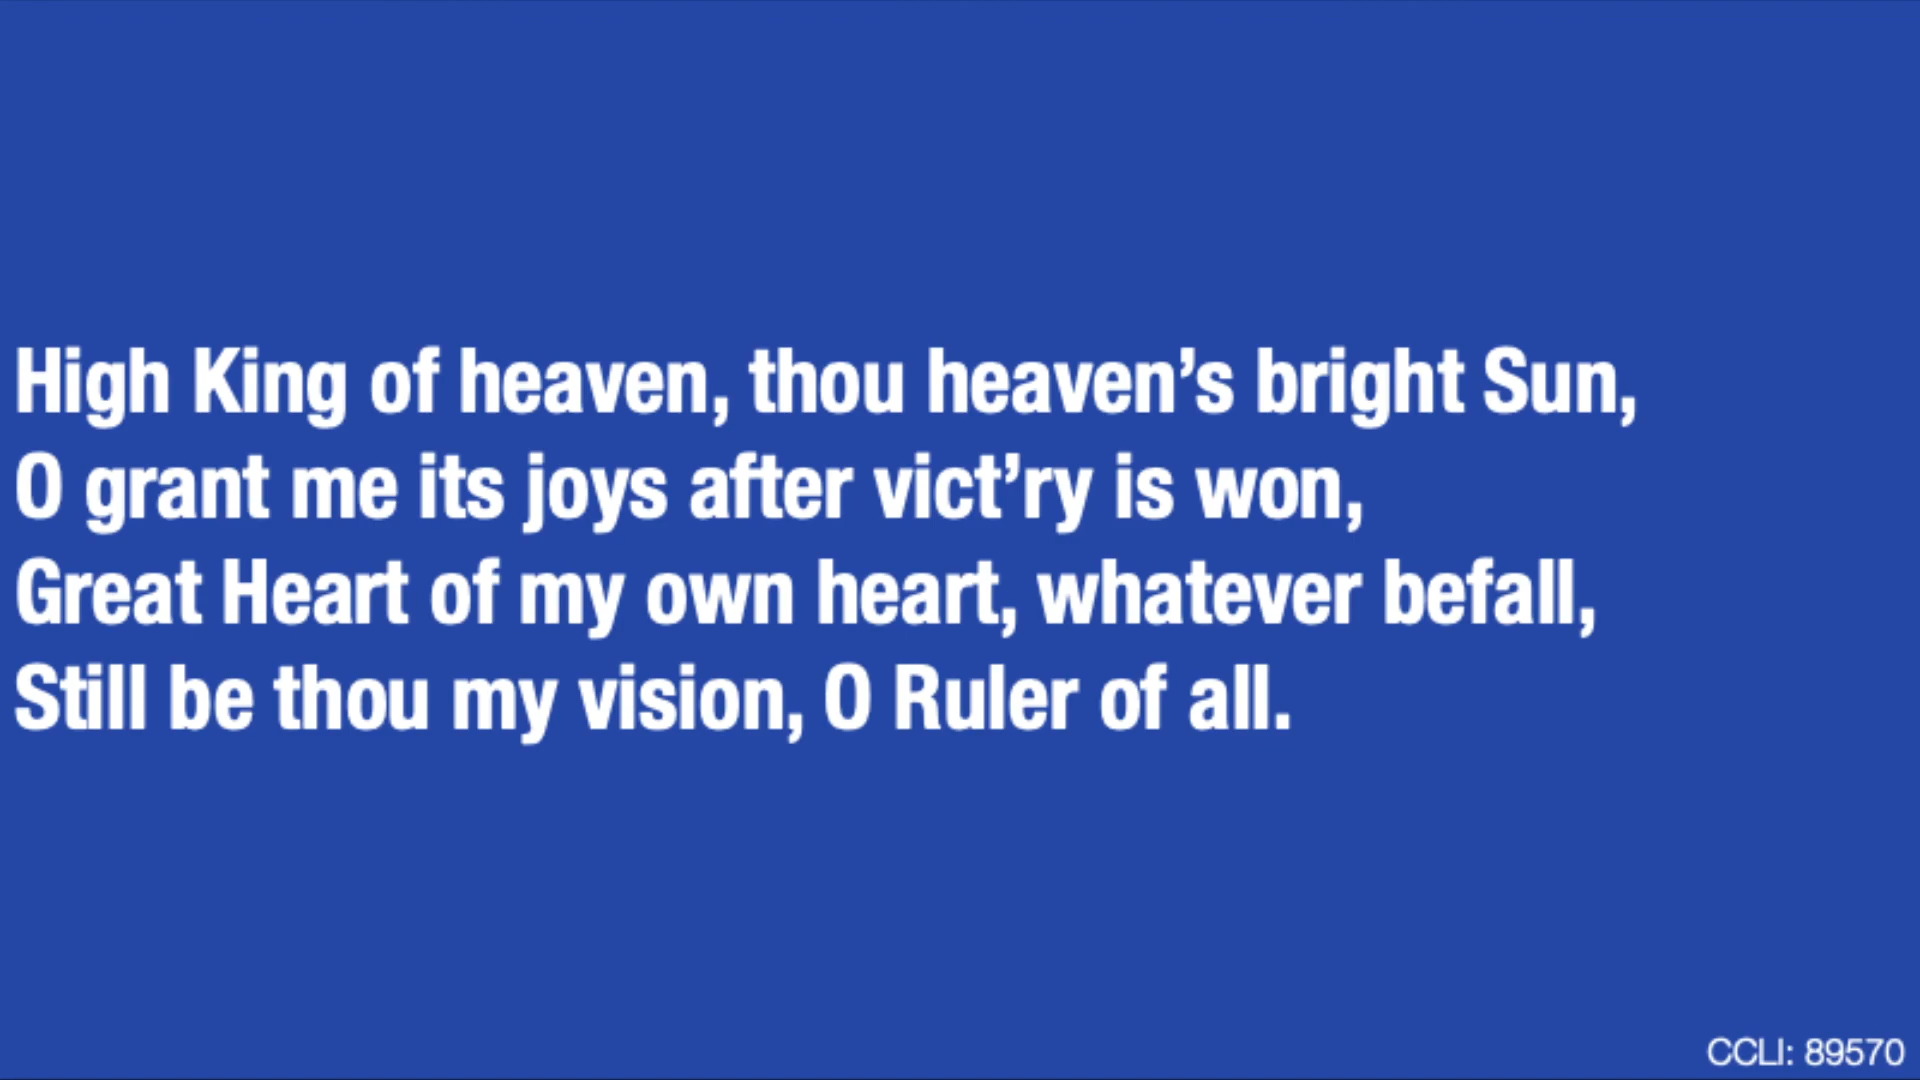 High King of heaven, thou heaven’s bright Sun,
O grant me its joys after vict’ry is won,
Great Heart of my own heart, whatever befall,
Still be thou my vision, O Ruler of all.
CCLI: 89570